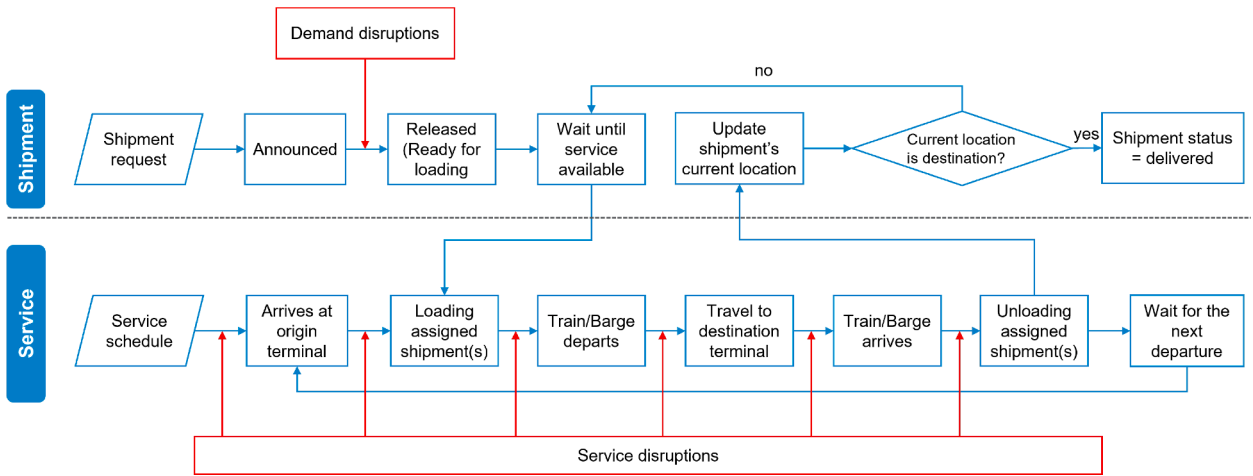 Demand disruptions
no
Shipment
Shipment
request
Announced
Released
(Ready for
loading
Wait until
service
available
Update
shipment's
current location
Current location
is destination?
yes
Shipment status
= delivered
Service
Service
schedule
Arrives at
origin
terminal
Loading
assigned
shipment(s)
Train/Barge
departs
Travel to
destination
terminal
Train/Barge
arrives
Unloading
assigned
shipment(s)
Wait for the
next
departure
Service disruptions